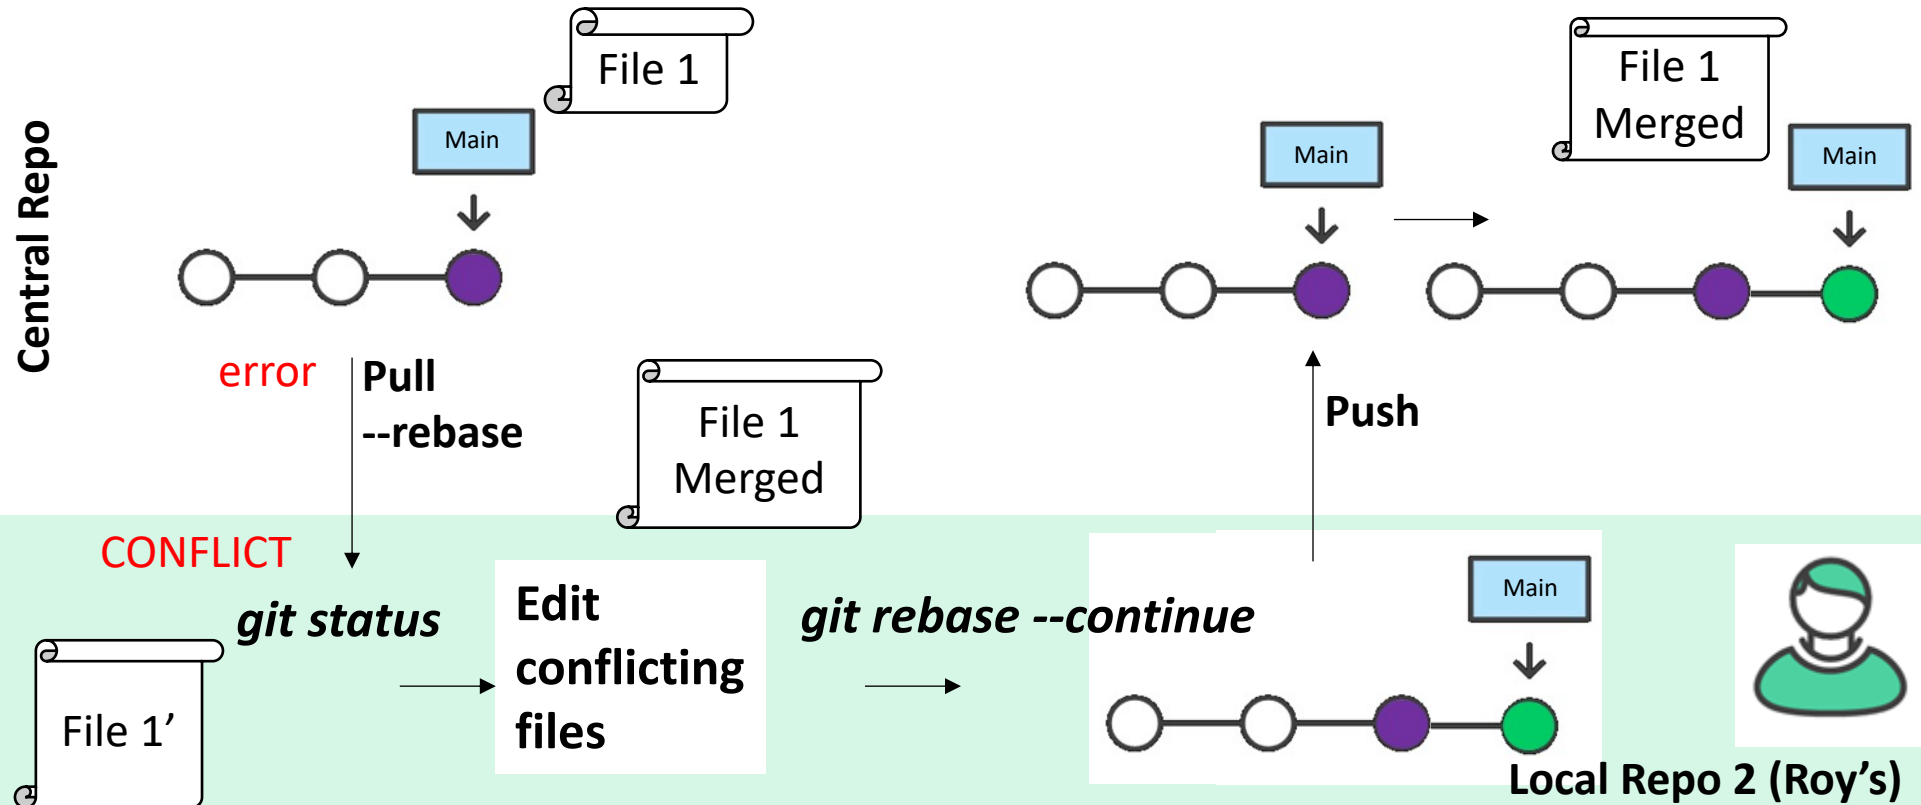 Central Repo
File 1
Main
File 1
Merged
Main
Main
error
Pull
--rebase
File 1
Merged
Push
CONFLICT
git status
Edit
conflicting
files
git rebase --continue
Main
File 1’
Local Repo 2 (Roy’s)